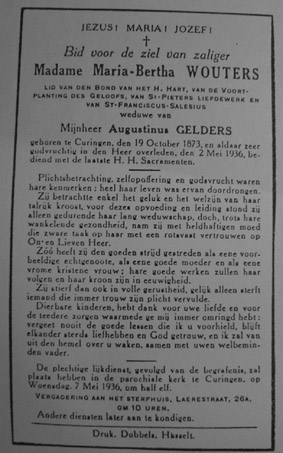 JEZUS! MARIA! JOZEF!
Bid voor de ziel van zaliger
Madame Maria-Bertha WOUTERS
LID VAN DEN BOND VAN HET H. HART, VAN DE VOORT-
PLANTING DES GELOOFS, VAN ST-PIETERS LIEFDEWERK EN
VAN ST-FRANCISCUS-SALESIUS
weduwe van
Mijnheer Augustinus GELDERS
geboren te Curingen, den 19 October 1873, en aldaar zeer
godvruchtig in den Heer overleden, den 2 Mei 1936, be-
diend met de laatste H. H. Sacramenten.
Plichtsbetrachting, zelfopoffering en godsvrucht waren
hare kenmerken: heel haar leven was ervan doordrongen.
Zij betrachtte enkel het geluk en het welzijn van haar
talrijk kroost, voor dezes opvoeding en leiding stond zij
alleen gedurende haar lang weduwschap, doch, trots hare
wankelende gezondheid, nam zij met heldhaftigen moed
die zware taak op haar met een rotsvast vertrouwen op
On en Lieven Heer.
Zóó heeft zij den goeden strijd gestreden als eene voor-
beeldige echtgenoote, als eene goede moeder en als eene
vrome kristene vrouw; hare goede werken zullen haar
volgen en haar kroon zijn in eeuwigheid.
Zij stierf dan ook in volle gerustheid, gelijk alleen sterft
iemand die immer trouw zijn plicht vervulde.
Dierbare kinderen, hebt dank voor uwe liefde en voor
de teedere zorgen waarmede ge mij immer omringd hebt:
vergeet nooit de goede lessen die ik u voorhield, blijft
elkander steeds liefhebben en God getrouw, en ik zal van
uit den hemel over u waken, samen met uwen welbemin-
den vader.
De plechtige lijkdienst, gevolgd van de begrafenis, zal
plaats hebben in de parochiale kerk te Curingen, op
Woensdag, 7 Mei 1936, om half elf.
VERGADERING AAN HET STERFHUIS, LAERESTRAAT, 26A,
OM 10 UREN.
Andere diensten later aan te kondigen.
Druk. Dobbels, Hasselt.